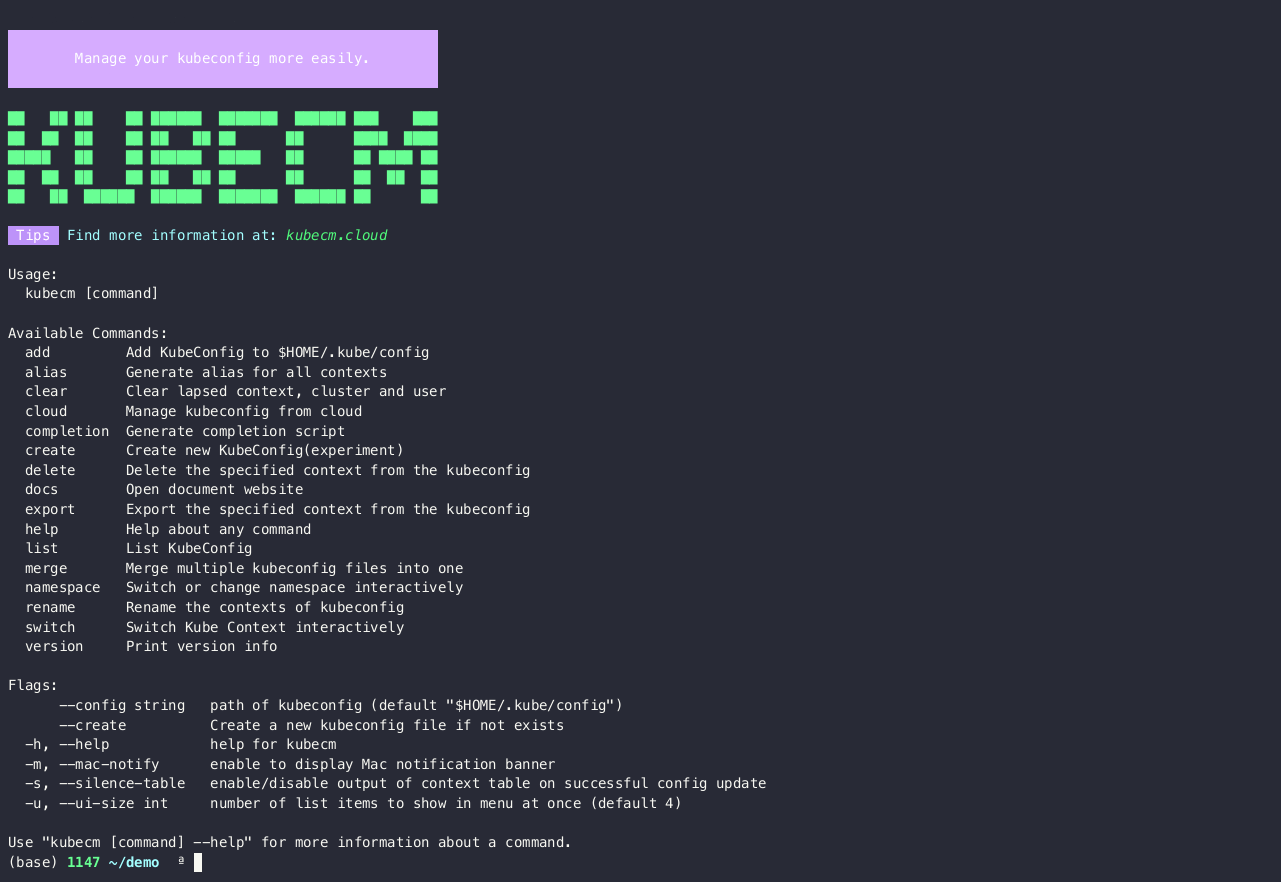 Manage your kubeconfig more easily.
KUBECM
Tips Find more information at: kubecm.cloud
Usage:
  kubecm [command]
Available Commands:
  add         Add KubeConfig to $HOME/.kube/config
  alias       Generate alias for all contexts
  clear       Clear lapsed context, cluster and user
  cloud       Manage kubeconfig from cloud
  completion  Generate completion script
  create      Create new KubeConfig(experiment)
  delete      Delete the specified context from the kubeconfig
  docs        Open document website
  export      Export the specified context from the kubeconfig
  help        Help about any command
  list        List KubeConfig
  merge       Merge multiple kubeconfig files into one
  namespace   Switch or change namespace interactively
  rename      Rename the contexts of kubeconfig
  switch      Switch Kube Context interactively
  version     Print version info
Flags:
      --config string   path of kubeconfig (default "$HOME/.kube/config")
      --create          Create a new kubeconfig file if not exists
  -h, --help            help for kubecm
  -m, --mac-notify      enable to display Mac notification banner
  -s, --silence-table   enable/disable output of context table on successful config update
  -u, --ui-size int     number of list items to show in menu at once (default 4)
Use "kubecm [command] --help" for more information about a command.
(base) 1147 ~/demo  ª